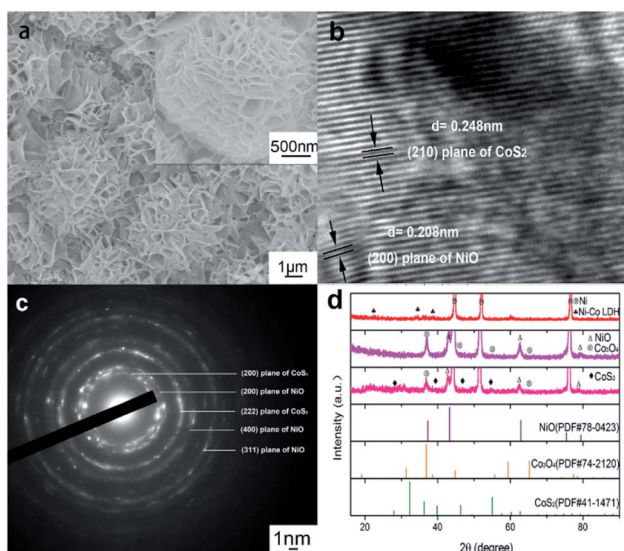 a
500nm
1μm
b
d= 0.248nm
(210) plane of CoS₂
d= 0.208nm
(200) plane of NiO
c
(200) plane of CoS₂
(200) plane of NiO
(222) plane of CoS₂
(400) plane of NiO
(311) plane of NiO
1nm
d
⊗Ni
♣Ni-Co LDH
△ NiO
⊗ Co₃O₄
♦CoS₂
NiO(PDF#78-0423)
Co₃O₄(PDF#74-2120)
CoS₂(PDF#41-1471)
Intensity (a.u.)
20 40 60 80
2θ (degree)